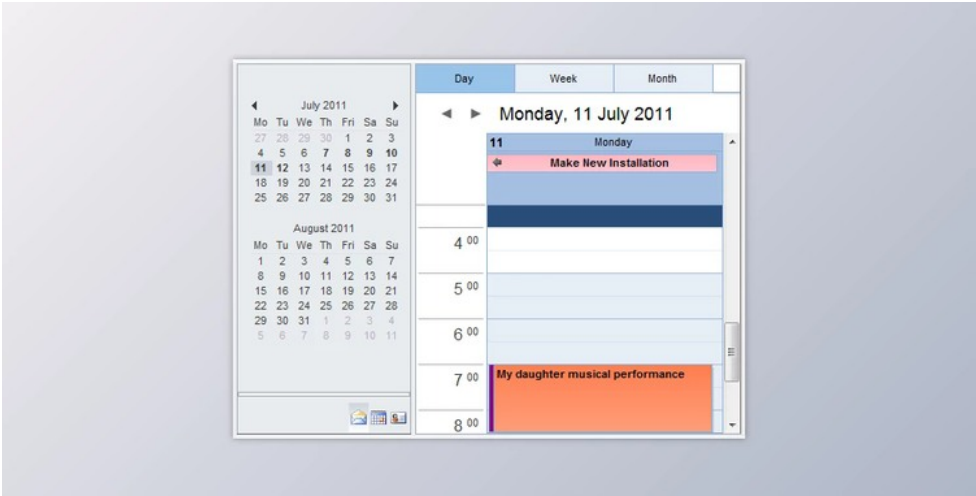 July 2011
Mo Tu We Th Fri Sa Su
27 28 29 30 1 2 3
4 5 6 7 8 9 10
11 12 13 14 15 16 17
18 19 20 21 22 23 24
25 26 27 28 29 30 31
August 2011
Mo Tu We Th Fri Sa Su
1 2 3 4 5 6 7
8 9 10 11 12 13 14
15 16 17 18 19 20 21
22 23 24 25 26 27 28
29 30 31 1 2 3 4
5 6 7 8 9 10 11
Day Week Month
Monday, 11 July 2011
11 Monday
Make New Installation
4 00
5 00
6 00
7 00 My daughter musical performance
8 00